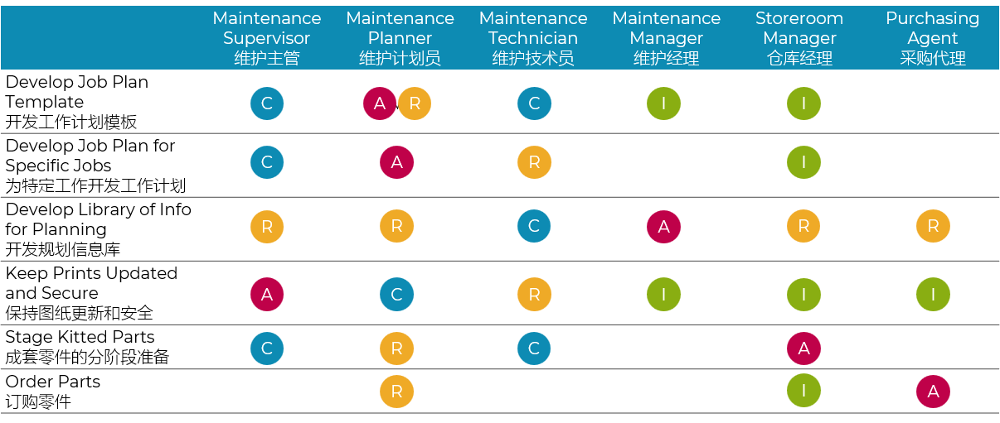 Maintenance Supervisor 维护主管
Maintenance Planner 维护计划员
Maintenance Technician 维护技术员
Maintenance Manager 维护经理
Storeroom Manager 仓库经理
Purchasing Agent 采购代理
Develop Job Plan
Template
开发工作计划模板
C A R C I I
Develop Job Plan for
Specific Jobs
为特定工作开发工作计划
C A R I
Develop Library of Info
for Planning
开发规划信息库
R R C A R R
Keep Prints Updated
and Secure
保持图纸更新和安全
A C R I I I
Stage Kitted Parts
成套零件的分阶段准备
C R C A
Order Parts
订购零件
R I A